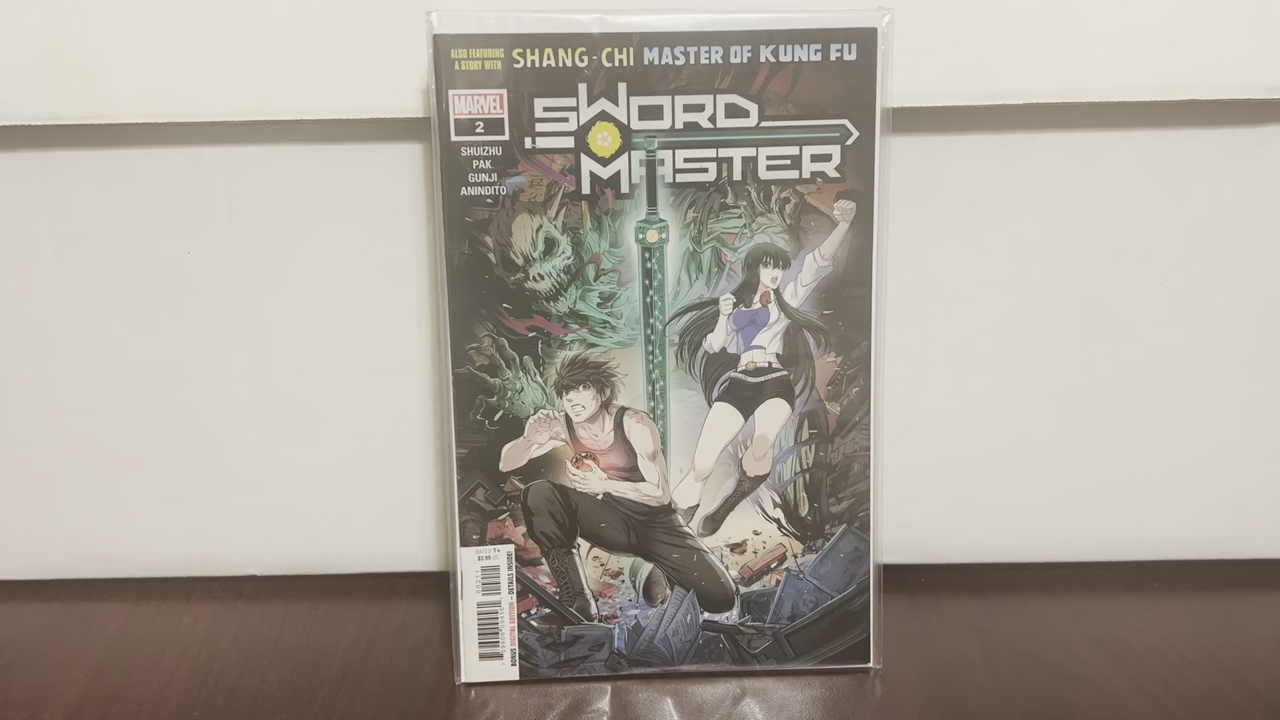 ALSO FEATURING
A STORY WITH
SHANG-CHI MASTER OF KUNG FU
MARVEL
2
SHUIZHU
PAK
GUNJI
ANINDITO
SWORD
MASTER
RATED T+
$3.99 US
BONUS DIGITAL EDITION – DETAILS INSIDE!
00211